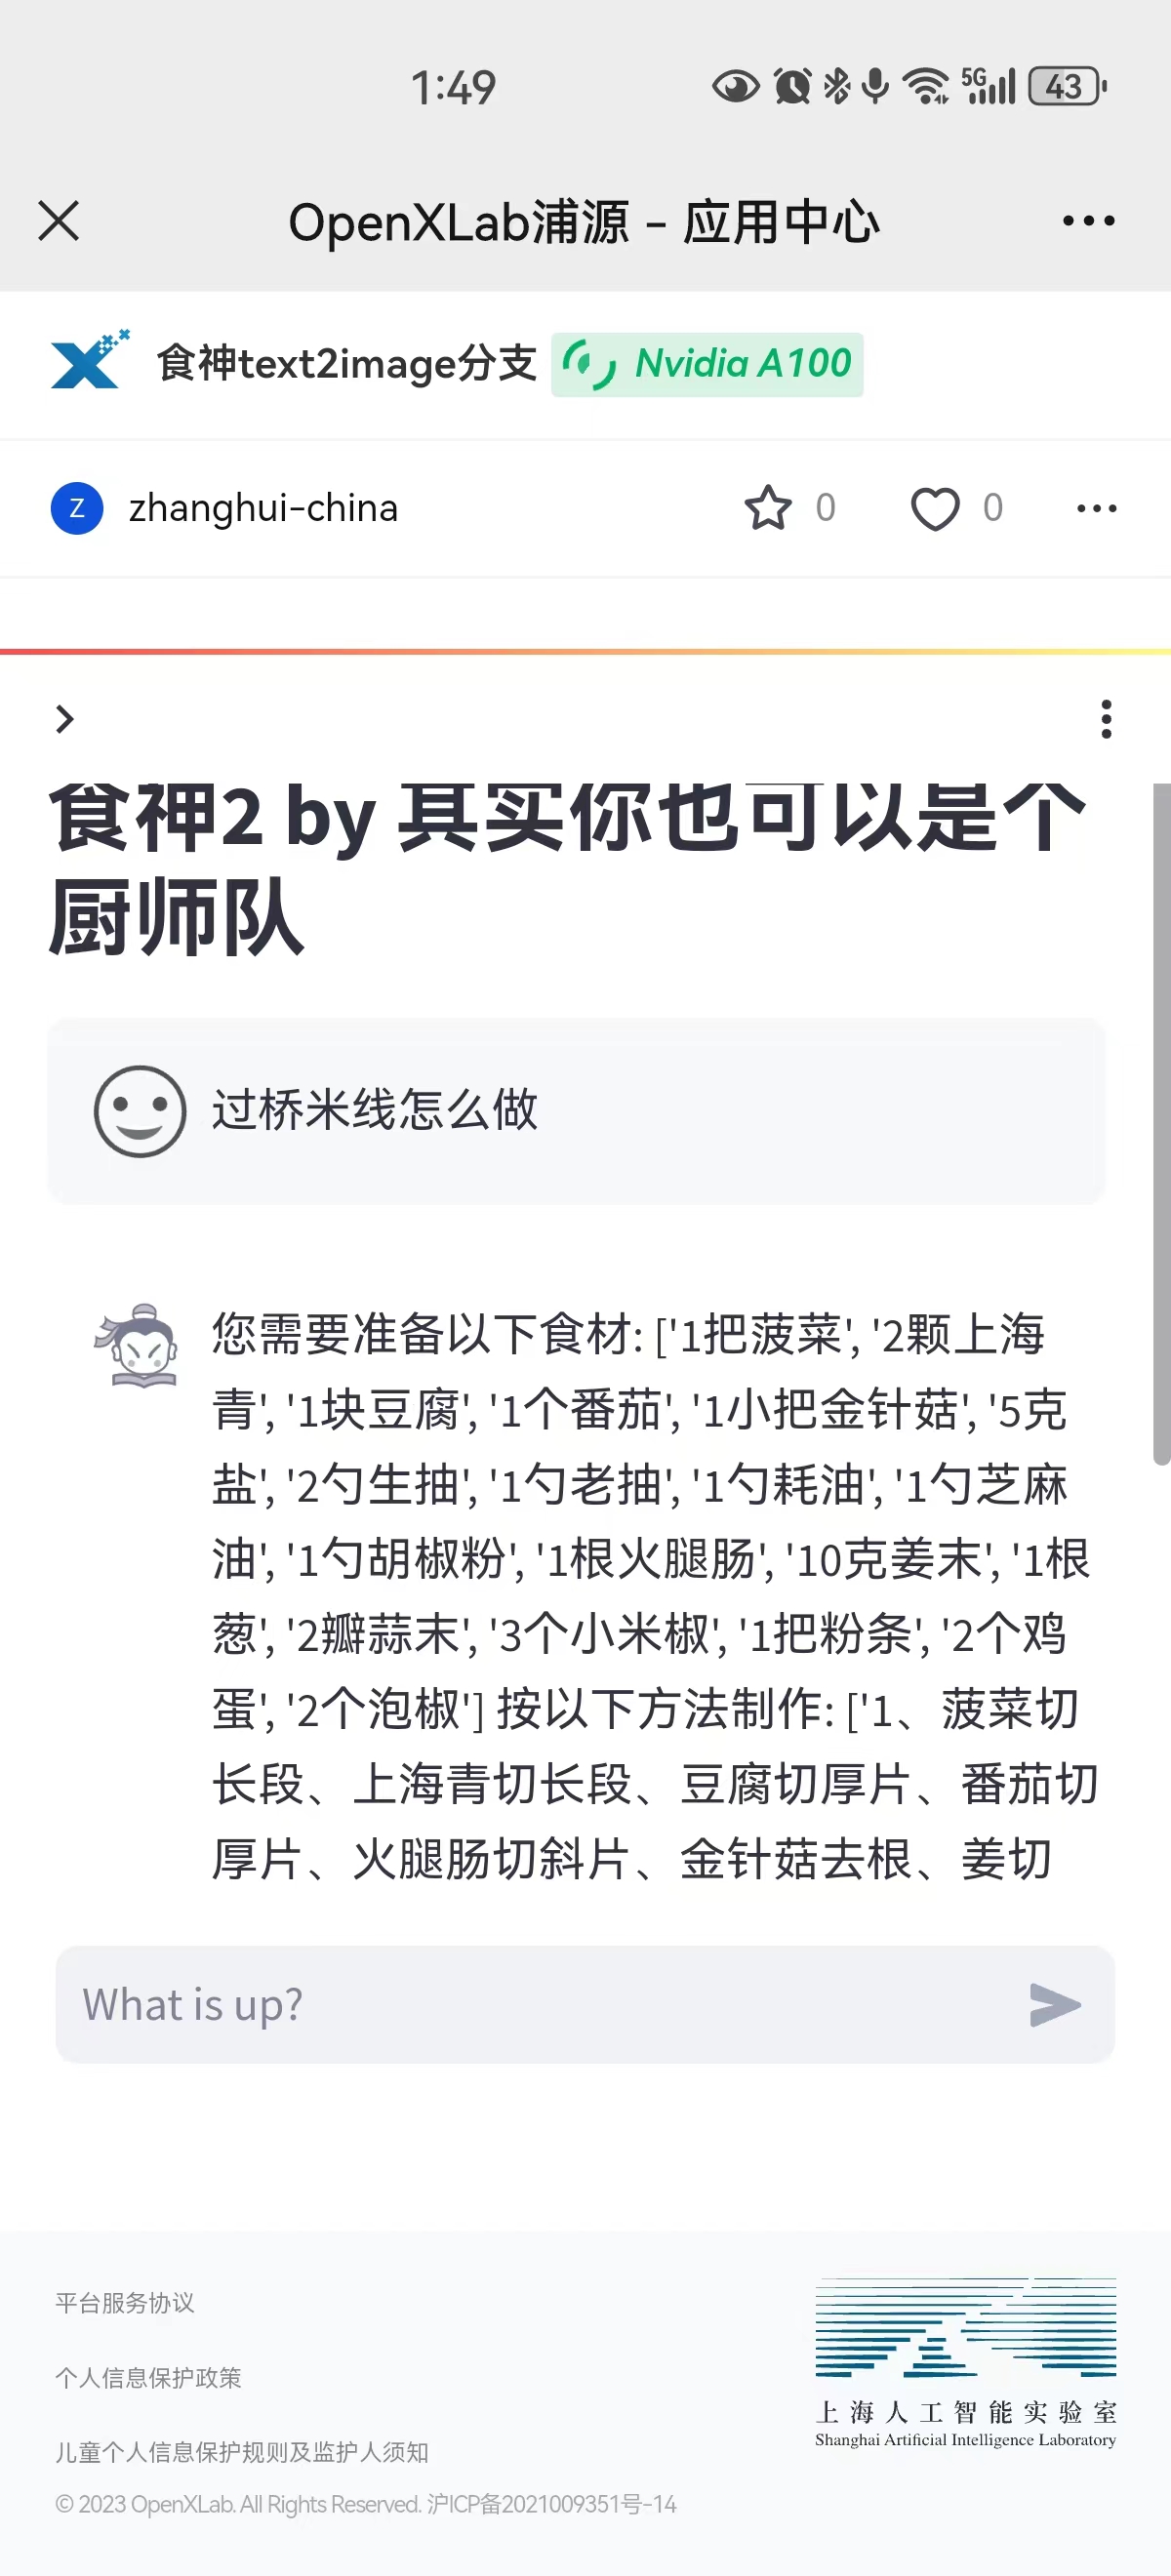 1:49
5G
43
OpenXLab浦源 - 应用中心
食神text2image分支
Nvidia A100
Z
zhanghui-china
0
0
食神2 by 其实你也可以是个
厨师队
过桥米线怎么做
您需要准备以下食材: ['1把菠菜', '2颗上海
青', '1块豆腐', '1个番茄', '1小把金针菇', '5克
盐', '2勺生抽', '1勺老抽', '1勺耗油', '1勺芝麻
油', '1勺胡椒粉', '1根火腿肠', '10克姜末', '1根
葱', '2瓣蒜末', '3个小米椒', '1把粉条', '2个鸡
蛋', '2个泡椒'] 按以下方法制作: ['1、菠菜切
长段、上海青切长段、豆腐切厚片、番茄切
厚片、火腿肠切斜片、金针菇去根、姜切
What is up?
平台服务协议
个人信息保护政策
儿童个人信息保护规则及监护人须知
© 2023 OpenXLab. All Rights Reserved. 沪ICP备2021009351号-14
上海人工智能实验室
Shanghai Artificial Intelligence Laboratory